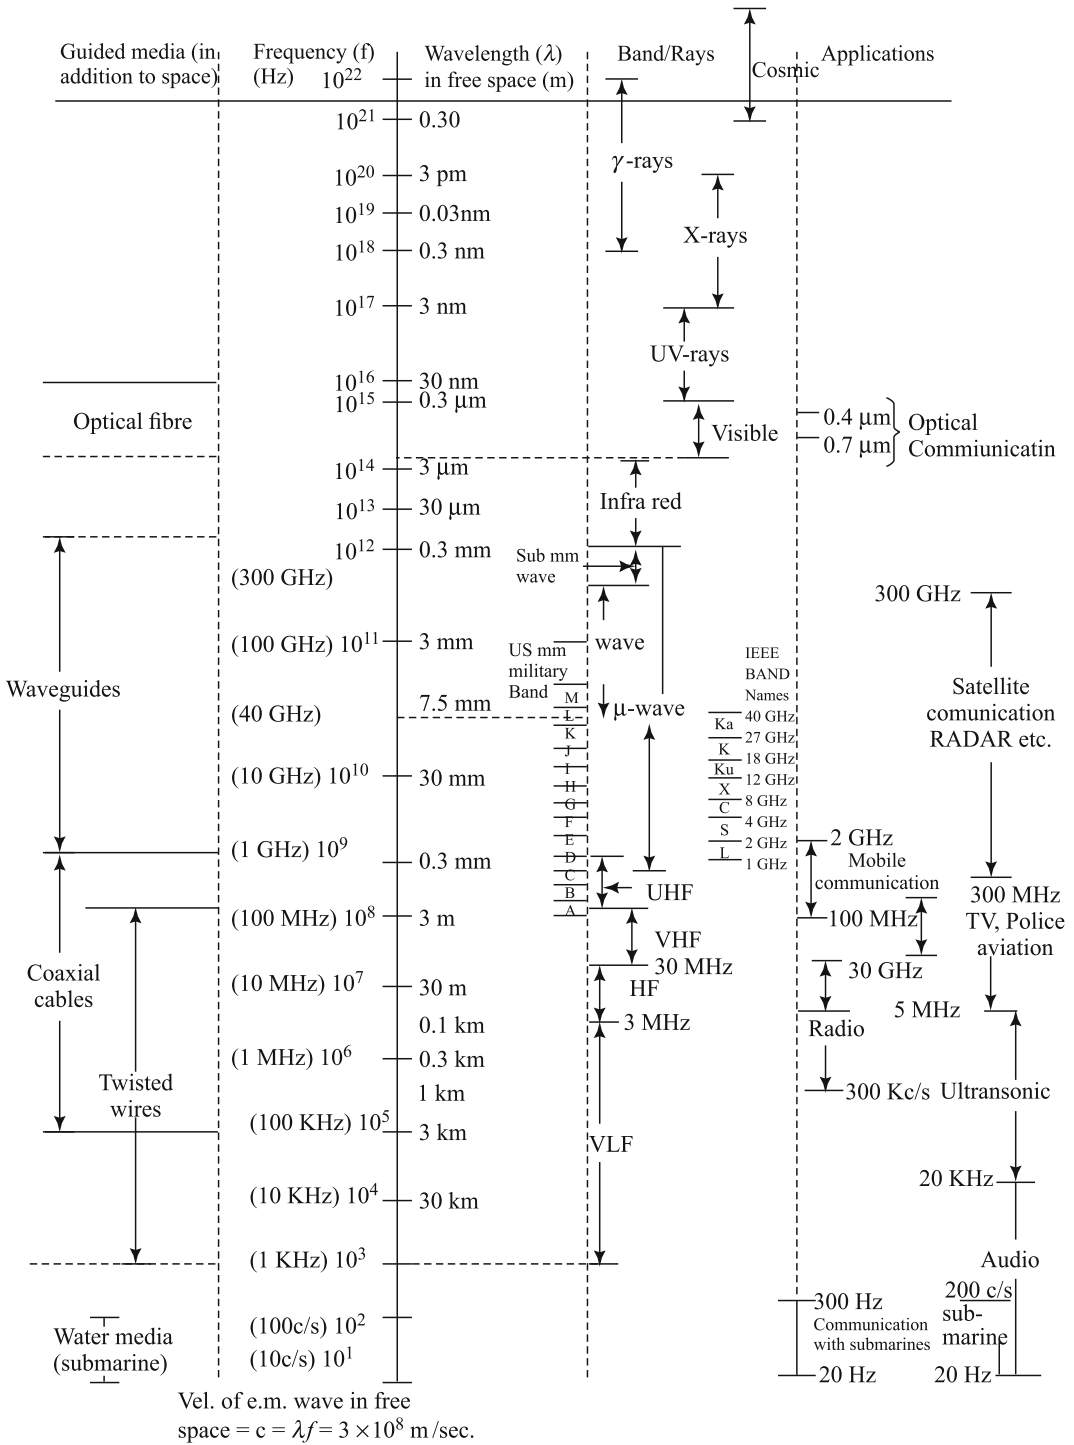 Guided media (in
addition to space)
Frequency (f)
(Hz)
Wavelength (λ)
in free space (m)
Band/Rays
Applications
Cosmic
10²²
10²¹ 0.30
γ-rays
10²⁰ 3 pm
10¹⁹ 0.03nm
X-rays
10¹⁸ 0.3 nm
10¹⁷ 3 nm
UV-rays
10¹⁶ 30 nm
10¹⁵ 0.3 μm
Optical fibre
Visible
0.4 μm
0.7 μm
Optical
Commiunicatin
10¹⁴ 3 μm
Infra red
10¹³ 30 μm
10¹² 0.3 mm
Sub mm
wave
(300 GHz)
300 GHz
(100 GHz) 10¹¹ 3 mm
wave
US mm
military
Band
IEEE
BAND
Names
Waveguides
Satellite
comunication
RADAR etc.
(40 GHz) 7.5 mm
μ-wave
M
L
K
J
I
H
G
F
E
D
C
B
A
40 GHz
Ka
27 GHz
K
18 GHz
Ku
12 GHz
X
8 GHz
C
4 GHz
S
2 GHz
L
1 GHz
(10 GHz) 10¹⁰ 30 mm
(1 GHz) 10⁹ 0.3 mm
2 GHz
Mobile
communication
100 MHz
300 MHz
TV, Police
aviation
UHF
(100 MHz) 10⁸ 3 m
VHF
30 MHz
30 GHz
Coaxial
cables
(10 MHz) 10⁷ 30 m
HF
5 MHz
0.1 km
3 MHz
Radio
(1 MHz) 10⁶ 0.3 km
Twisted
wires
1 km
300 Kc/s
Ultrasonic
(100 KHz) 10⁵ 3 km
VLF
20 KHz
(10 KHz) 10⁴ 30 km
(1 KHz) 10³
Audio
200 c/s
300 Hz
Communication
with submarines
sub-
marine
Water media
(submarine)
(100c/s) 10²
(10c/s) 10¹
20 Hz
20 Hz
Vel. of e.m. wave in free
space = c = λf = 3 × 10⁸ m/sec.